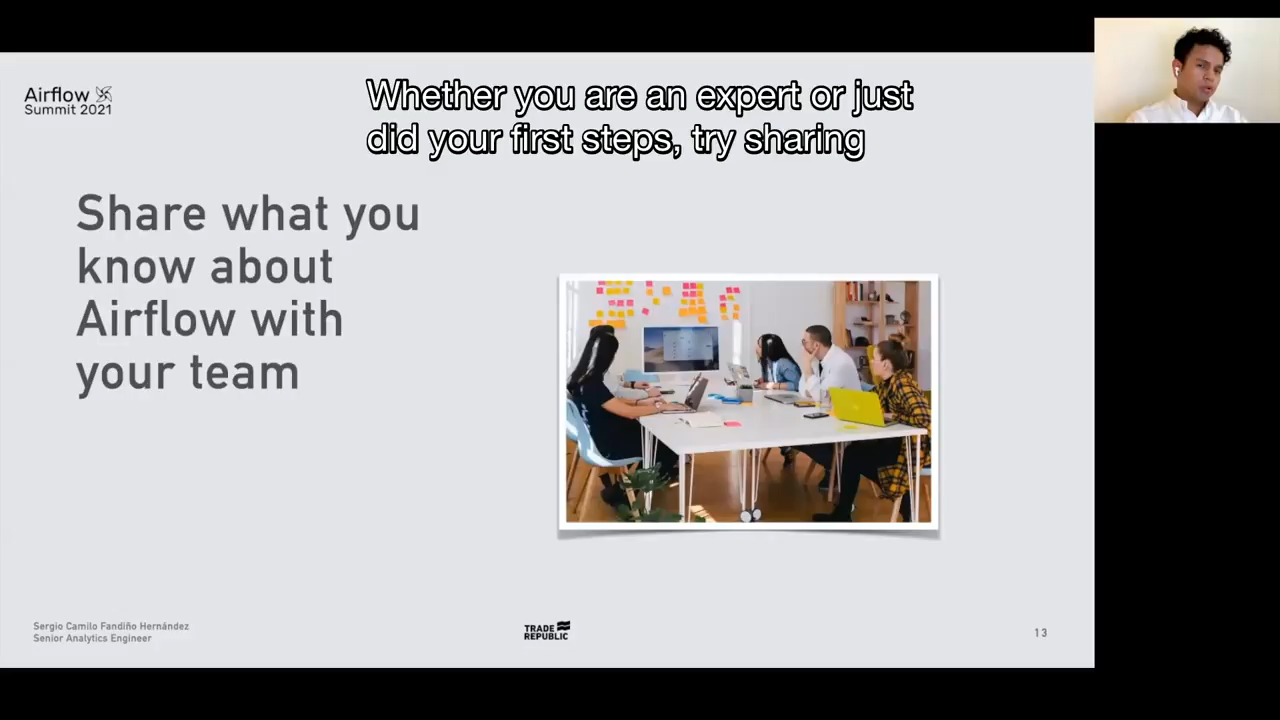 Airflow
Summit 2021
Whether you are an expert or just
did your first steps, try sharing
Share what you
know about
Airflow with
your team
Sergio Camilo Fandiño Hernández
Senior Analytics Engineer
TRADE
REPUBLIC
13